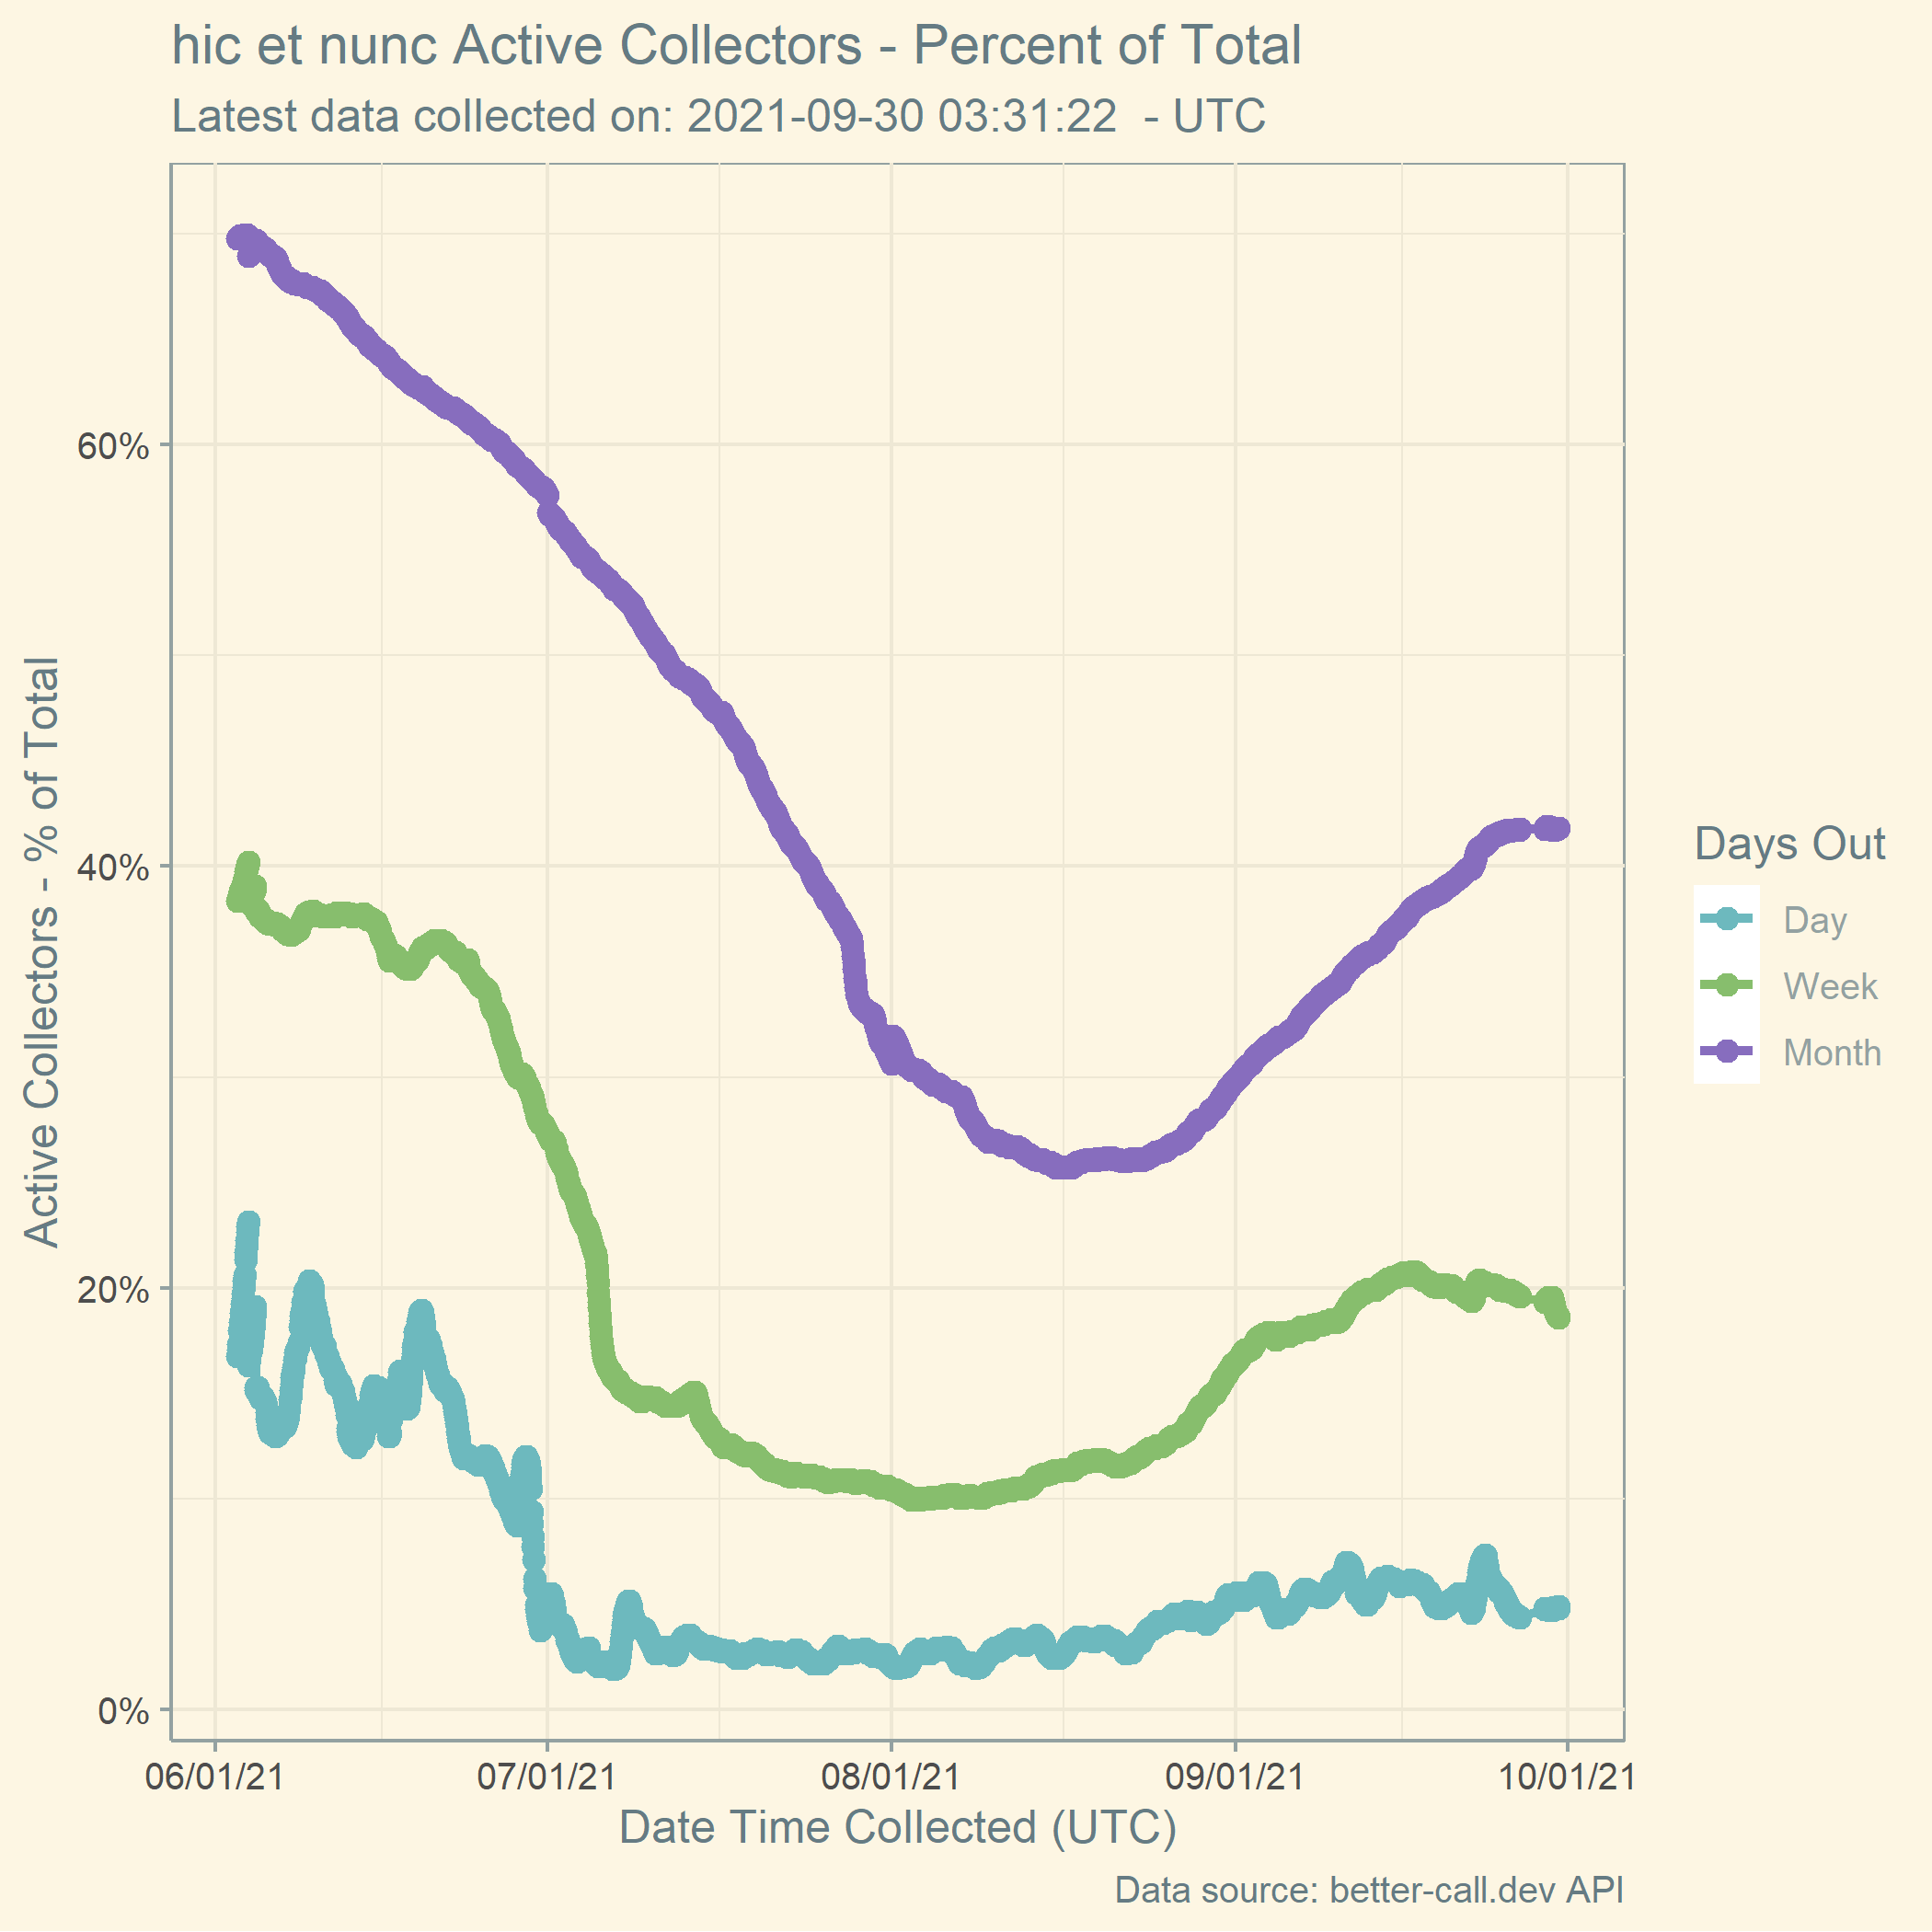 hic et nunc Active Collectors - Percent of Total
Latest data collected on: 2021-09-30 03:31:22  - UTC
Active Collectors - % of Total
60%
40%
20%
0%
06/01/21
07/01/21
08/01/21
09/01/21
10/01/21
Date Time Collected (UTC)
Days Out
Day
Week
Month
Data source: better-call.dev API